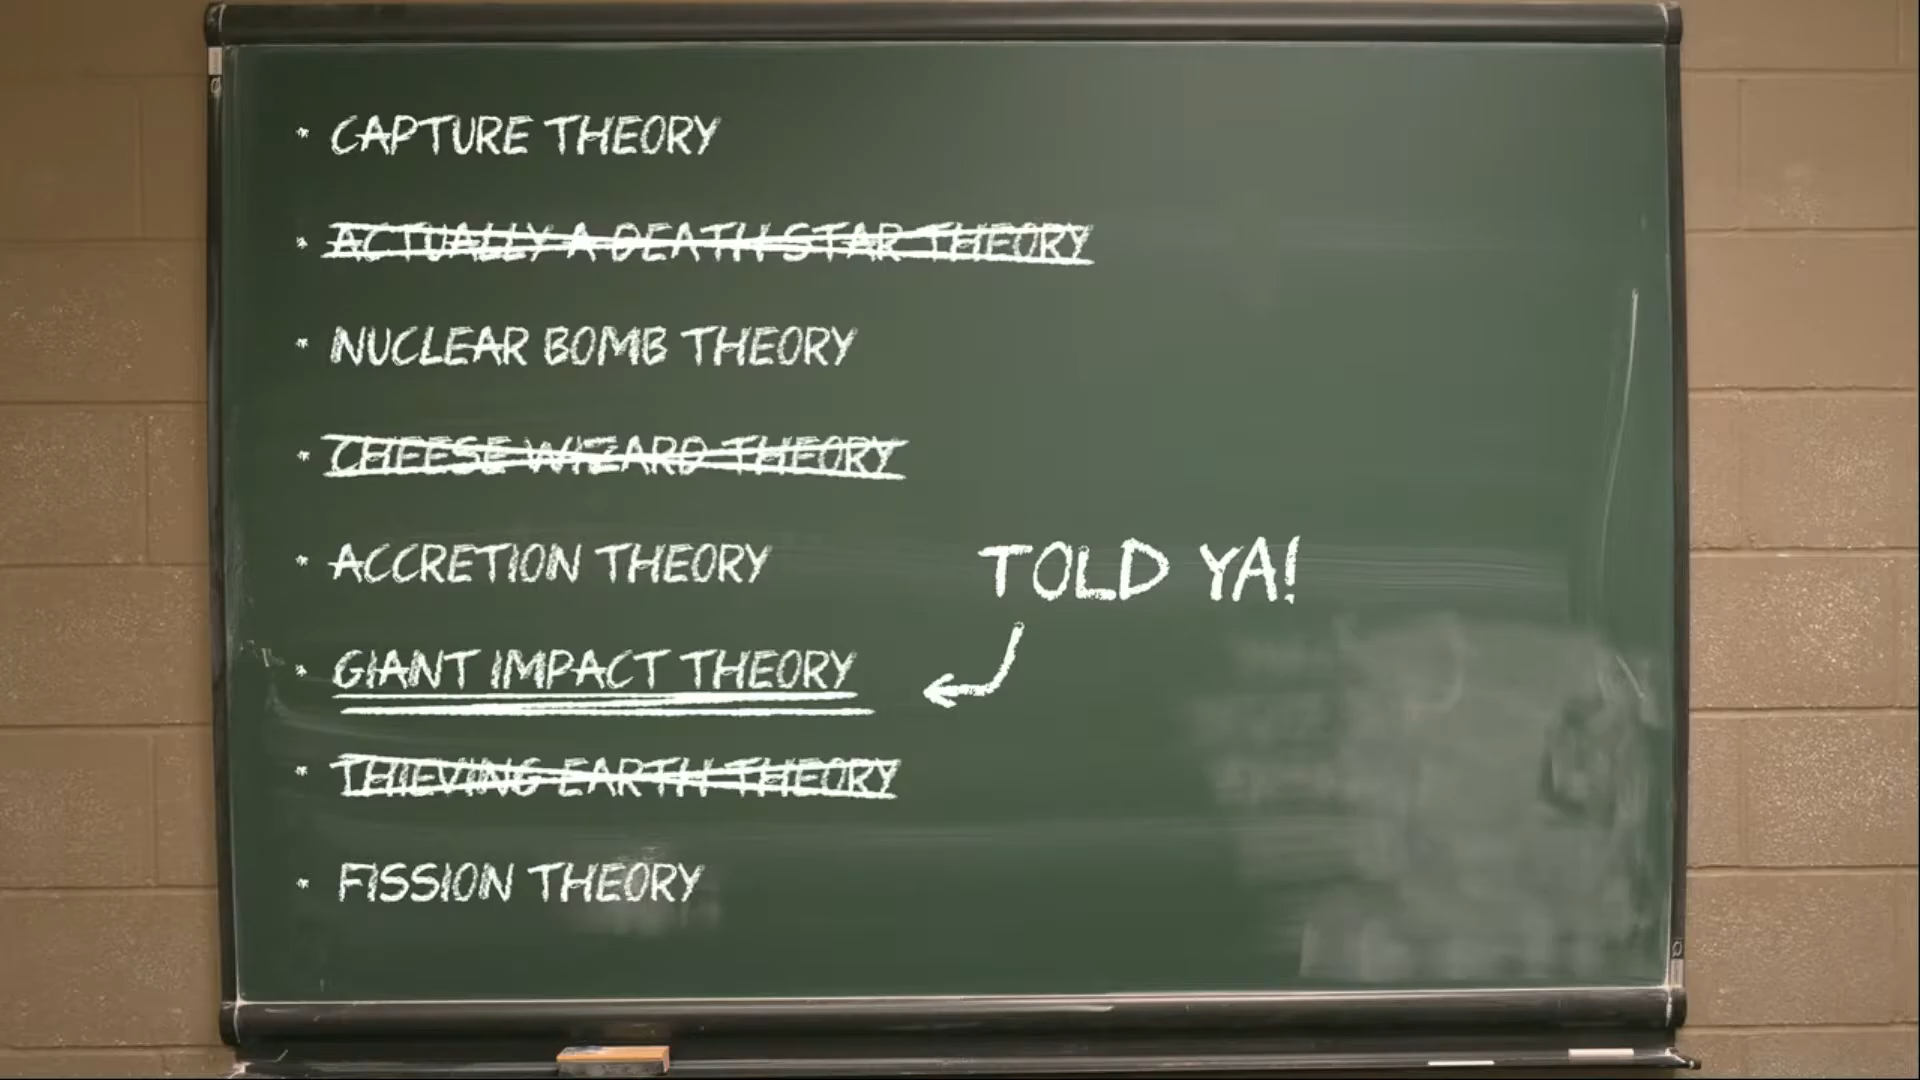 CAPTURE THEORY
ACTUALLY A DEATH STAR THEORY
NUCLEAR BOMB THEORY
CHEESE WIZARD THEORY
ACCRETION THEORY
TOLD YA!
GIANT IMPACT THEORY
THIEVING EARTH THEORY
FISSION THEORY